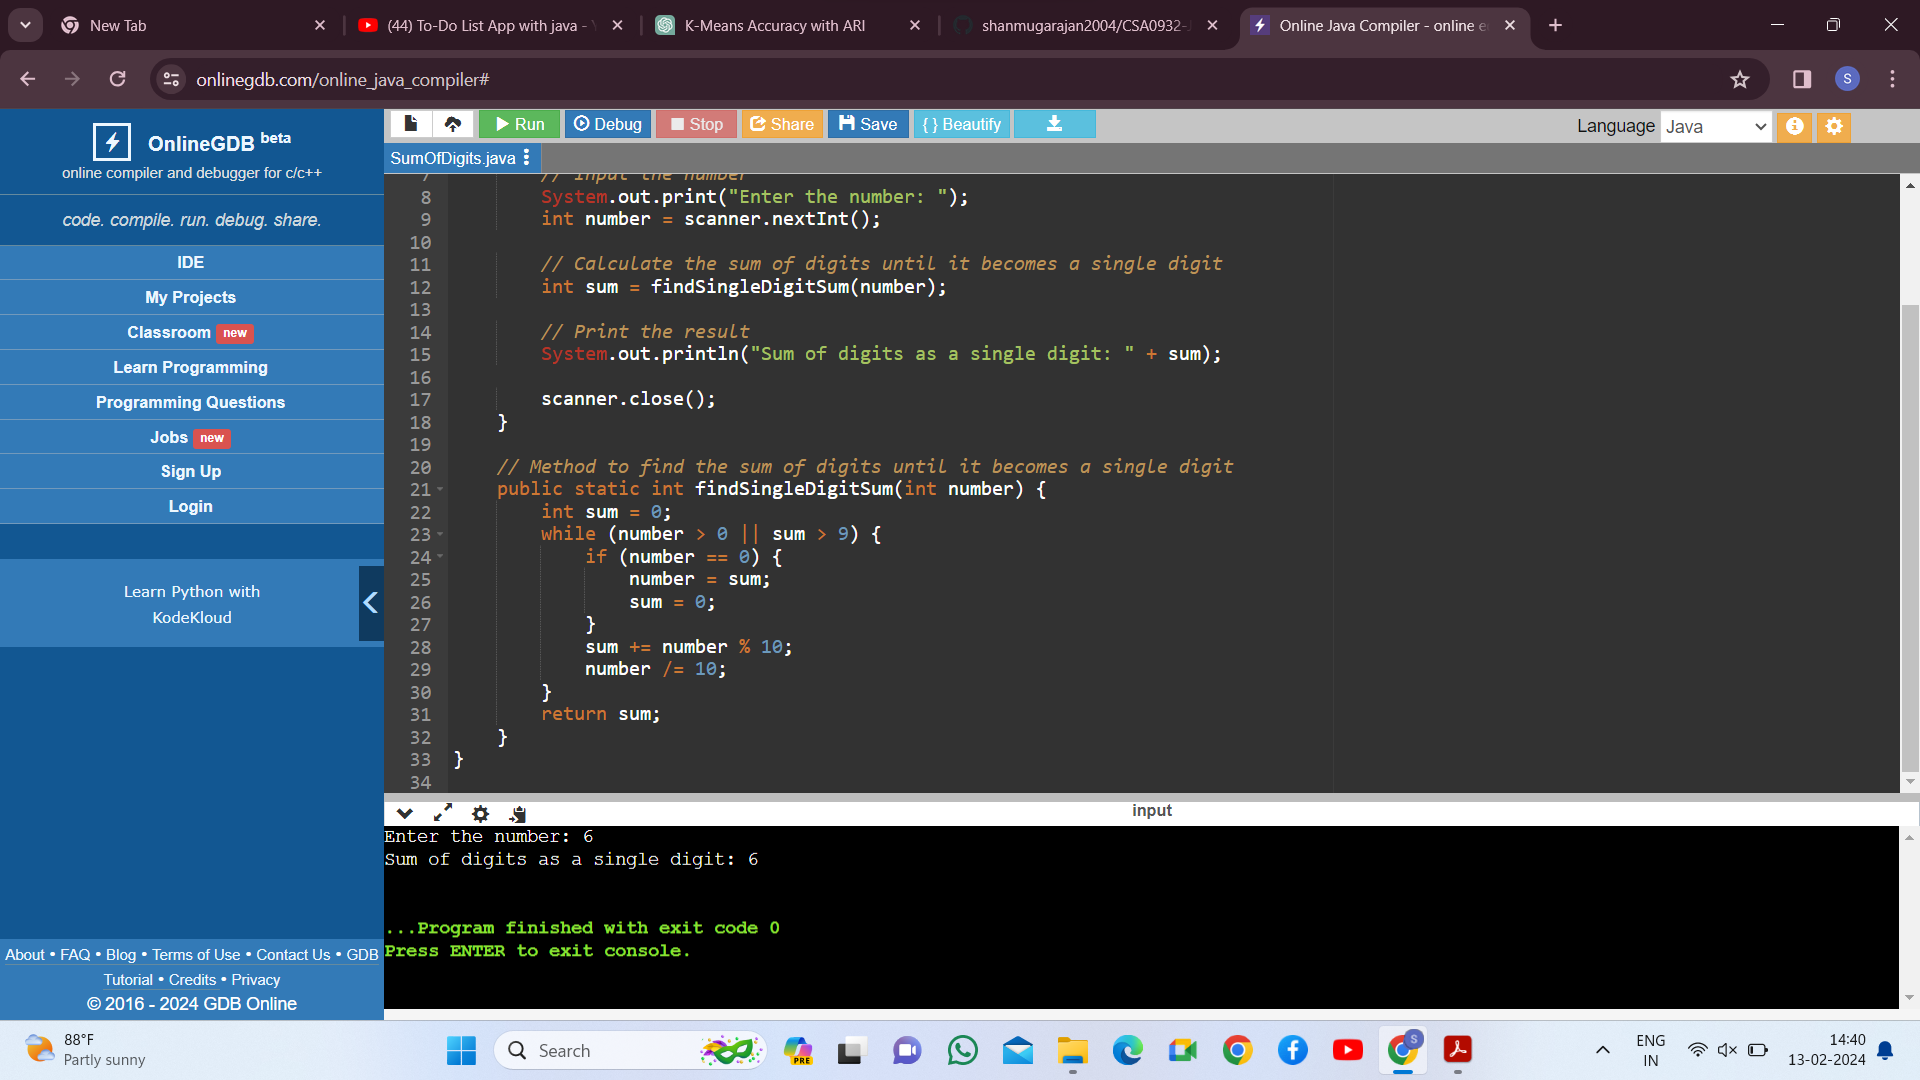 New Tab
(44) To-Do List App with java -
K-Means Accuracy with ARI
shanmugarajan2004/CSA0932-
Online Java Compiler - online e
onlinegdb.com/online_java_compiler#
S
OnlineGDB beta
online compiler and debugger for c/c++
code. compile. run. debug. share.
IDE
My Projects
Classroom new
Learn Programming
Programming Questions
Jobs new
Sign Up
Login
Learn Python with
KodeKloud
About • FAQ • Blog • Terms of Use • Contact Us • GDB
Tutorial • Credits • Privacy
© 2016 - 2024 GDB Online
Run Debug Stop Share Save { } Beautify
Language Java
SumOfDigits.java
7 // Input the number
8 System.out.print("Enter the number: ");
9 int number = scanner.nextInt();
10
11 // Calculate the sum of digits until it becomes a single digit
12 int sum = findSingleDigitSum(number);
13
14 // Print the result
15 System.out.println("Sum of digits as a single digit: " + sum);
16
17 scanner.close();
18 }
19
20 // Method to find the sum of digits until it becomes a single digit
21 public static int findSingleDigitSum(int number) {
22 int sum = 0;
23 while (number > 0 || sum > 9) {
24 if (number == 0) {
25 number = sum;
26 sum = 0;
27 }
28 sum += number % 10;
29 number /= 10;
30 }
31 return sum;
32 }
33 }
34
input
Enter the number: 6
Sum of digits as a single digit: 6
...Program finished with exit code 0
Press ENTER to exit console.
88°F
Partly sunny
Search
PRE
S
ENG
IN
14:40
13-02-2024